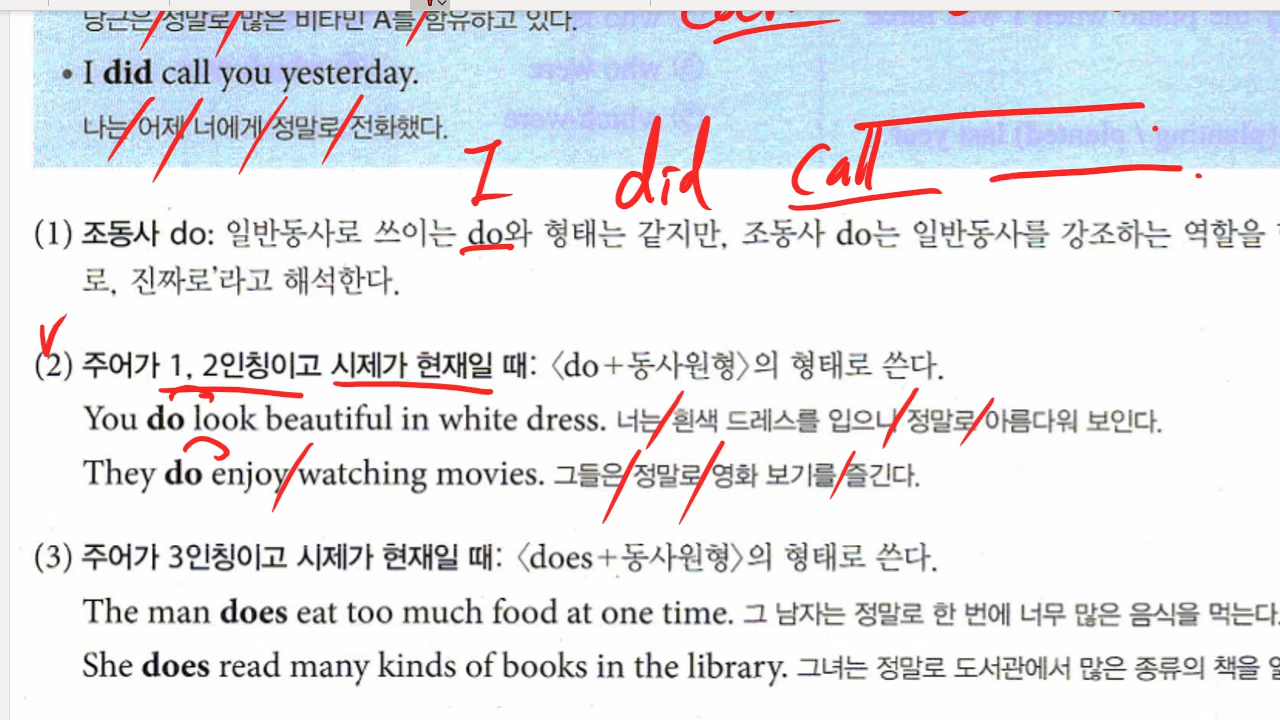 당근은 정말로 많은 비타민 A를 함유하고 있다.
• I did call you yesterday.
나는 어제 너에게 정말로 전화했다.
I did call
(1) 조동사 do: 일반동사로 쓰이는 do와 형태는 같지만, 조동사 do는 일반동사를 강조하는 역할을
로, 진짜로’라고 해석한다.
(2) 주어가 1, 2인칭이고 시제가 현재일 때: 〈do+동사원형〉의 형태로 쓴다.
You do look beautiful in white dress. 너는 흰색 드레스를 입으니 정말로 아름다워 보인다.
They do enjoy watching movies. 그들은 정말로 영화 보기를 즐긴다.
(3) 주어가 3인칭이고 시제가 현재일 때: 〈does+동사원형〉의 형태로 쓴다.
The man does eat too much food at one time. 그 남자는 정말로 한 번에 너무 많은 음식을 먹는다.
She does read many kinds of books in the library. 그녀는 정말로 도서관에서 많은 종류의 책을